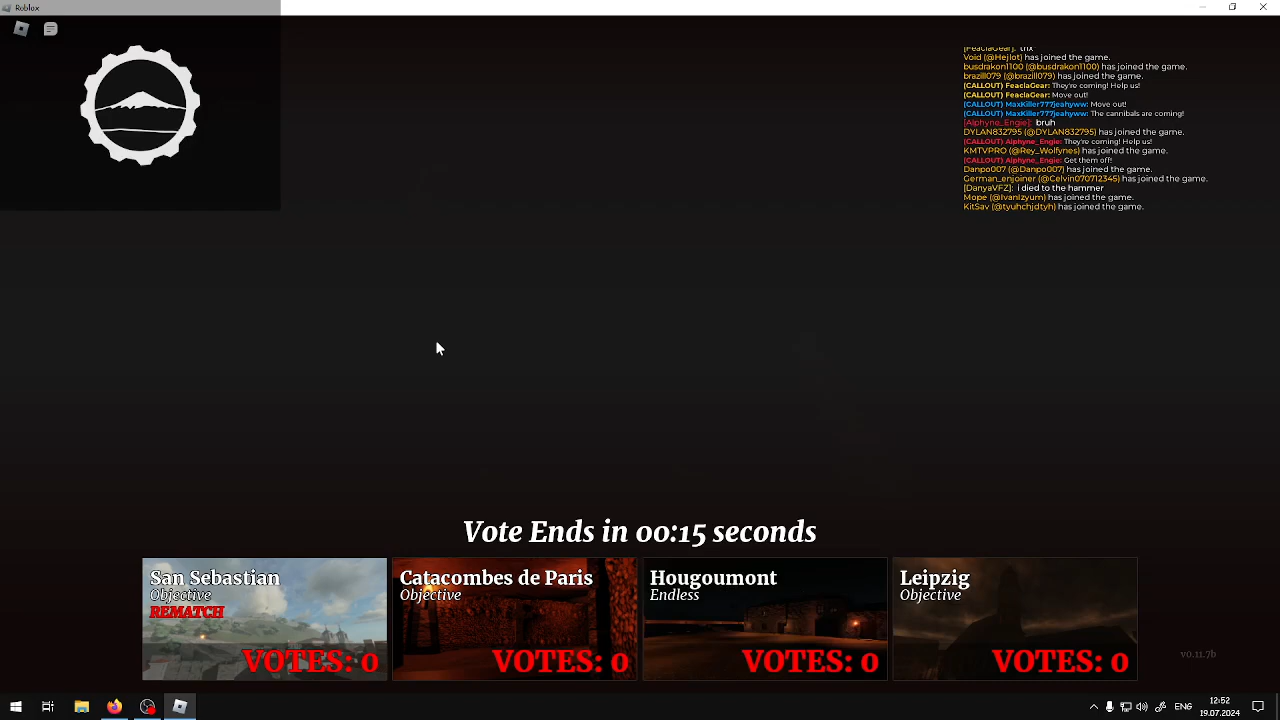 Roblox
[FeaclaGear]: thx
Void (@HejIot) has joined the game.
busdrakon1100 (@busdrakon1100) has joined the game.
brazill079 (@brazill079) has joined the game.
(CALLOUT) FeaclaGear: They're coming! Help us!
(CALLOUT) FeaclaGear: Move out!
(CALLOUT) MaxKiller777jeahyww: Move out!
(CALLOUT) MaxKiller777jeahyww: The cannibals are coming!
[Alphyne_Engie]: bruh
DYLAN832795 (@DYLAN832795) has joined the game.
(CALLOUT) Alphyne_Engie: They're coming! Help us!
KMTVPRO (@Rey_Wolfynes) has joined the game.
(CALLOUT) Alphyne_Engie: Get them off!
Danpo007 (@Danpo007) has joined the game.
German_enjoiner (@Celvin070712345) has joined the game.
[DanyaVFZ]: i died to the hammer
Mope (@IvanIzyum) has joined the game.
KitSav (@tyuhchjdtyh) has joined the game.
Vote Ends in 00:15 seconds
San Sebastian
Objective
REMATCH
VOTES: 0
Catacombes de Paris
Objective
VOTES: 0
Hougoumont
Endless
VOTES: 0
Leipzig
Objective
VOTES: 0
v0.11.7b
ENG
12:52
19.07.2024